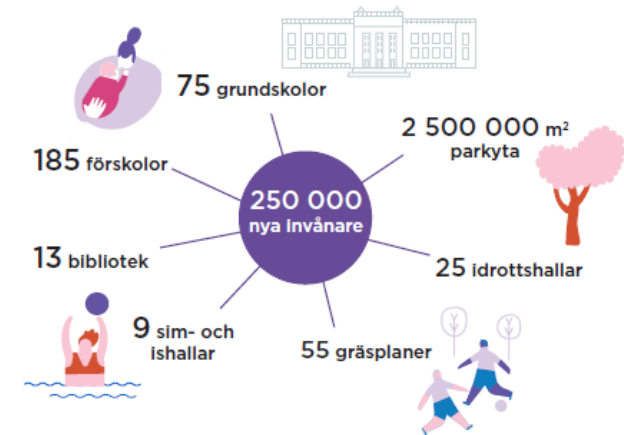 75 grundskolor
2 500 000 m²
parkyta
185 förskolor
250 000
nya invånare
13 bibliotek
25 idrottshallar
9 sim- och
ishallar
55 gräsplaner